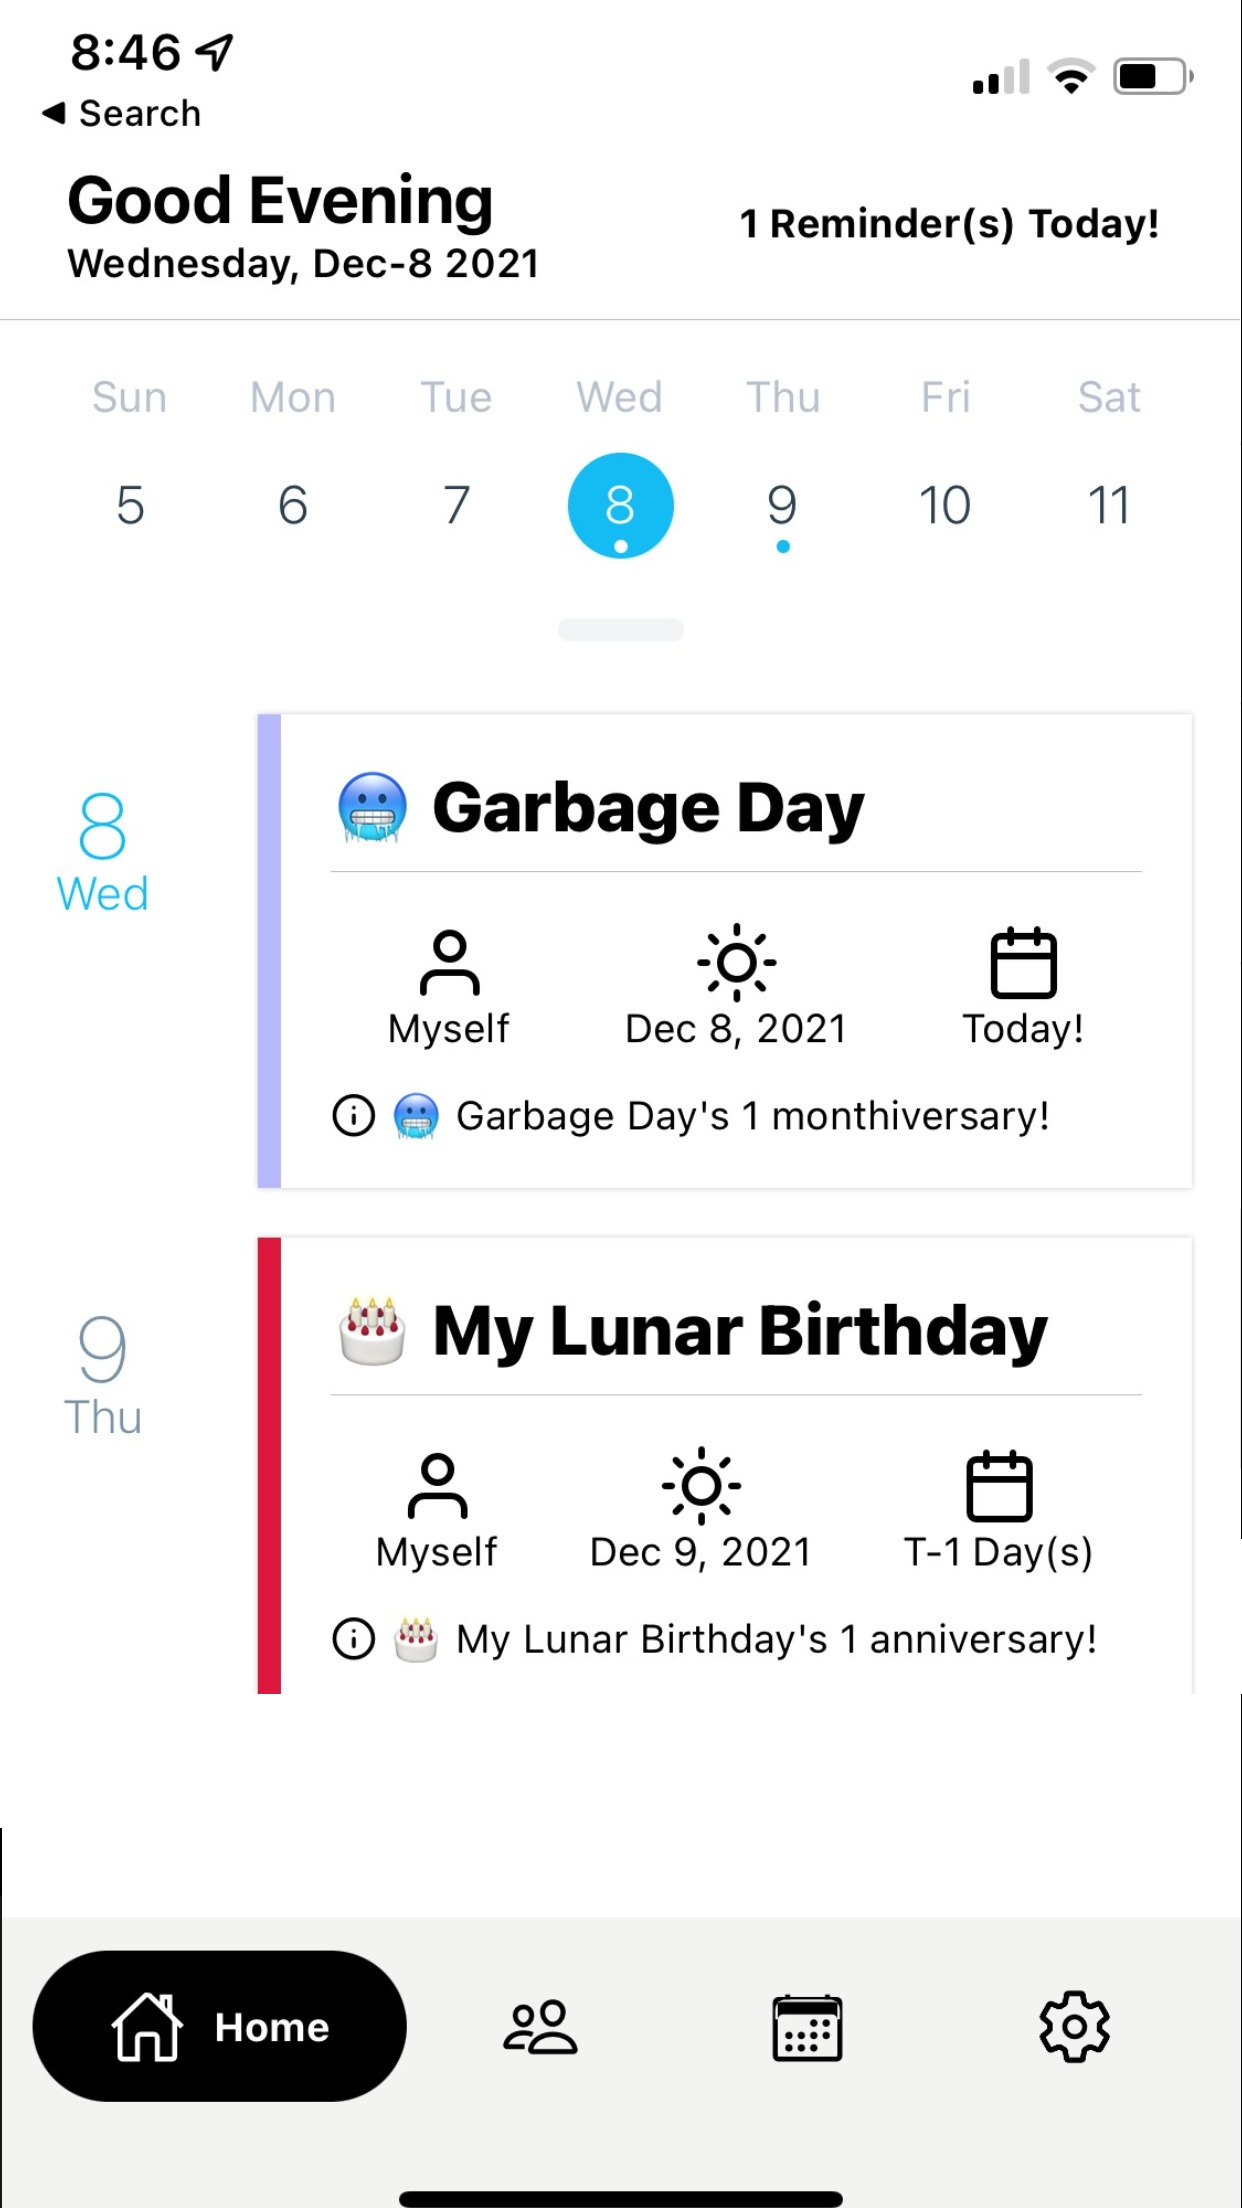 8:46
Search
Good Evening
Wednesday, Dec-8 2021
1 Reminder(s) Today!
Sun Mon Tue Wed Thu Fri Sat
5 6 7 8 9 10 11
8
Wed
🥶 Garbage Day
Myself Dec 8, 2021 Today!
🥶 Garbage Day's 1 monthiversary!
9
Thu
🎂 My Lunar Birthday
Myself Dec 9, 2021 T-1 Day(s)
🎂 My Lunar Birthday's 1 anniversary!
Home